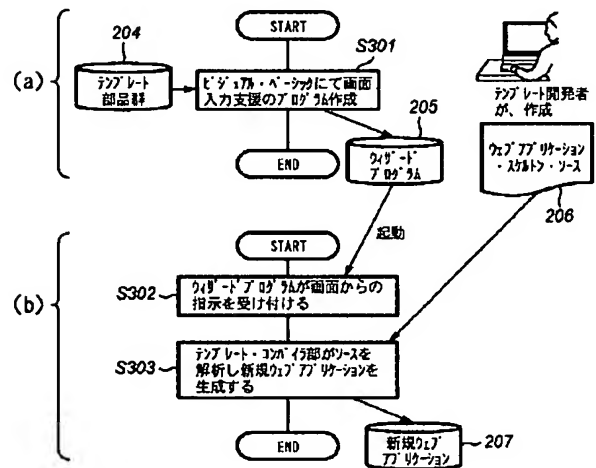 START
204
S301
(a)
テンプレート
部品群
ビジュアル・ベーシックにて画面
入力支援のプログラム作成
テンプレート開発者
が、作成
205
END
ウィザード
プログラム
ウェブアプリケーション
・スケルトン・ソース
206
起動
START
(b)
S302
ウィザードプログラムが画面からの
指示を受け付ける
S303
テンプレート・コンパイラ部がソースを
解析し新規ウェブアプリケーションを
生成する
END
新規ウェブ
アプリケーション
207